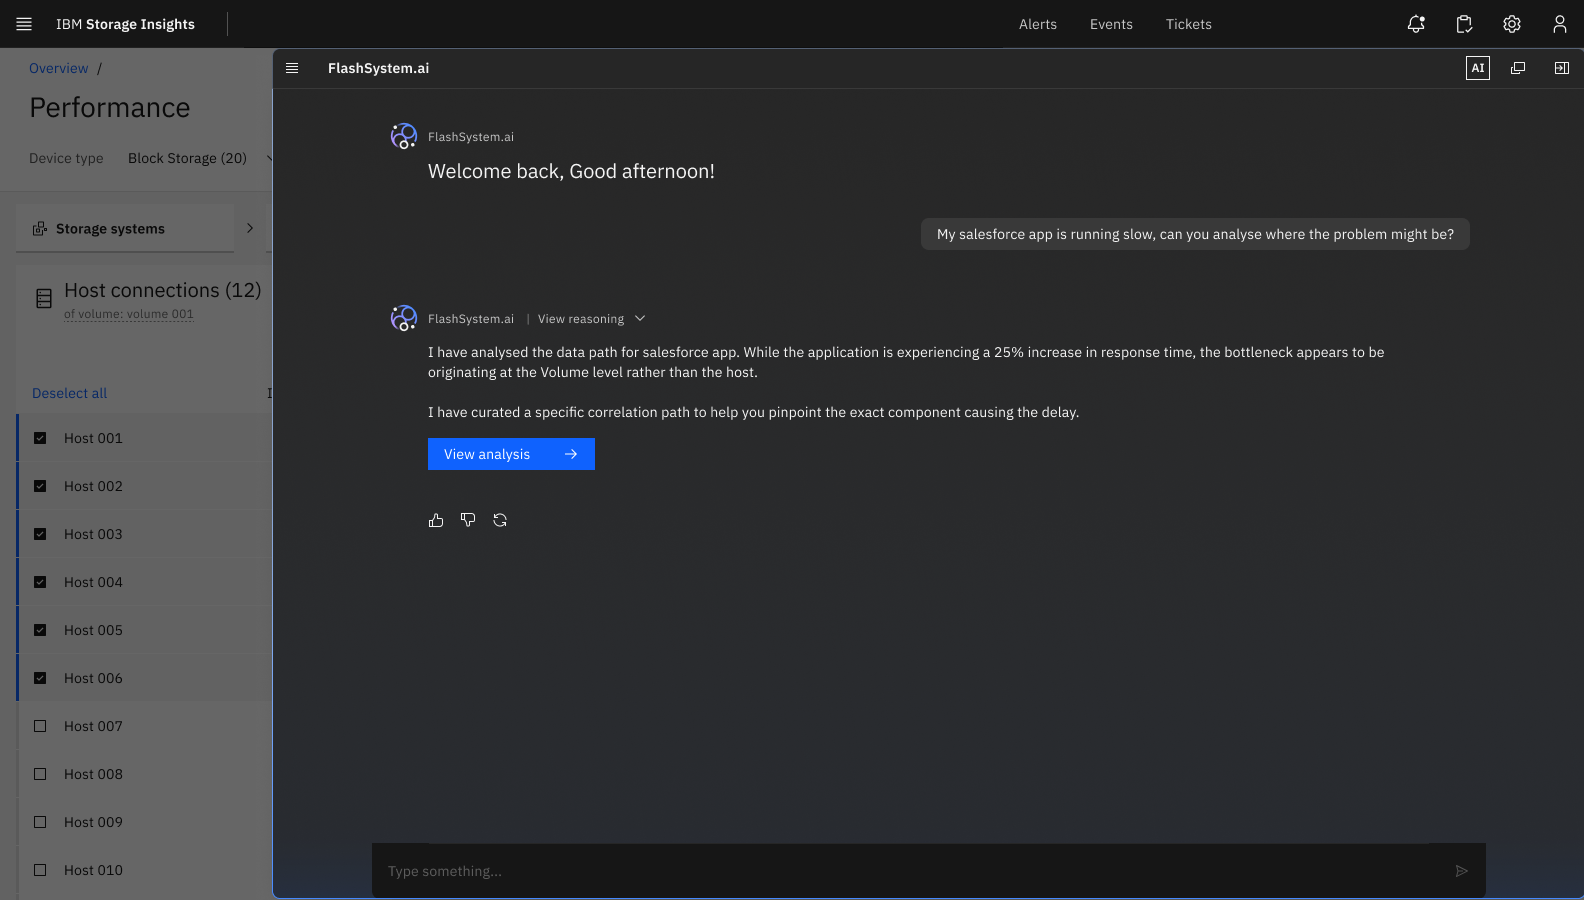 IBM Storage Insights
Alerts
Events
Tickets
Overview /
Performance
Device type
Block Storage (20)
Storage systems
Host connections (12)
of volume: volume 001
Deselect all
Host 001
Host 002
Host 003
Host 004
Host 005
Host 006
Host 007
Host 008
Host 009
Host 010
FlashSystem.ai
AI
FlashSystem.ai
Welcome back, Good afternoon!
My salesforce app is running slow, can you analyse where the problem might be?
FlashSystem.ai | View reasoning
I have analysed the data path for salesforce app. While the application is experiencing a 25% increase in response time, the bottleneck appears to be
originating at the Volume level rather than the host.
I have curated a specific correlation path to help you pinpoint the exact component causing the delay.
View analysis
Type something...